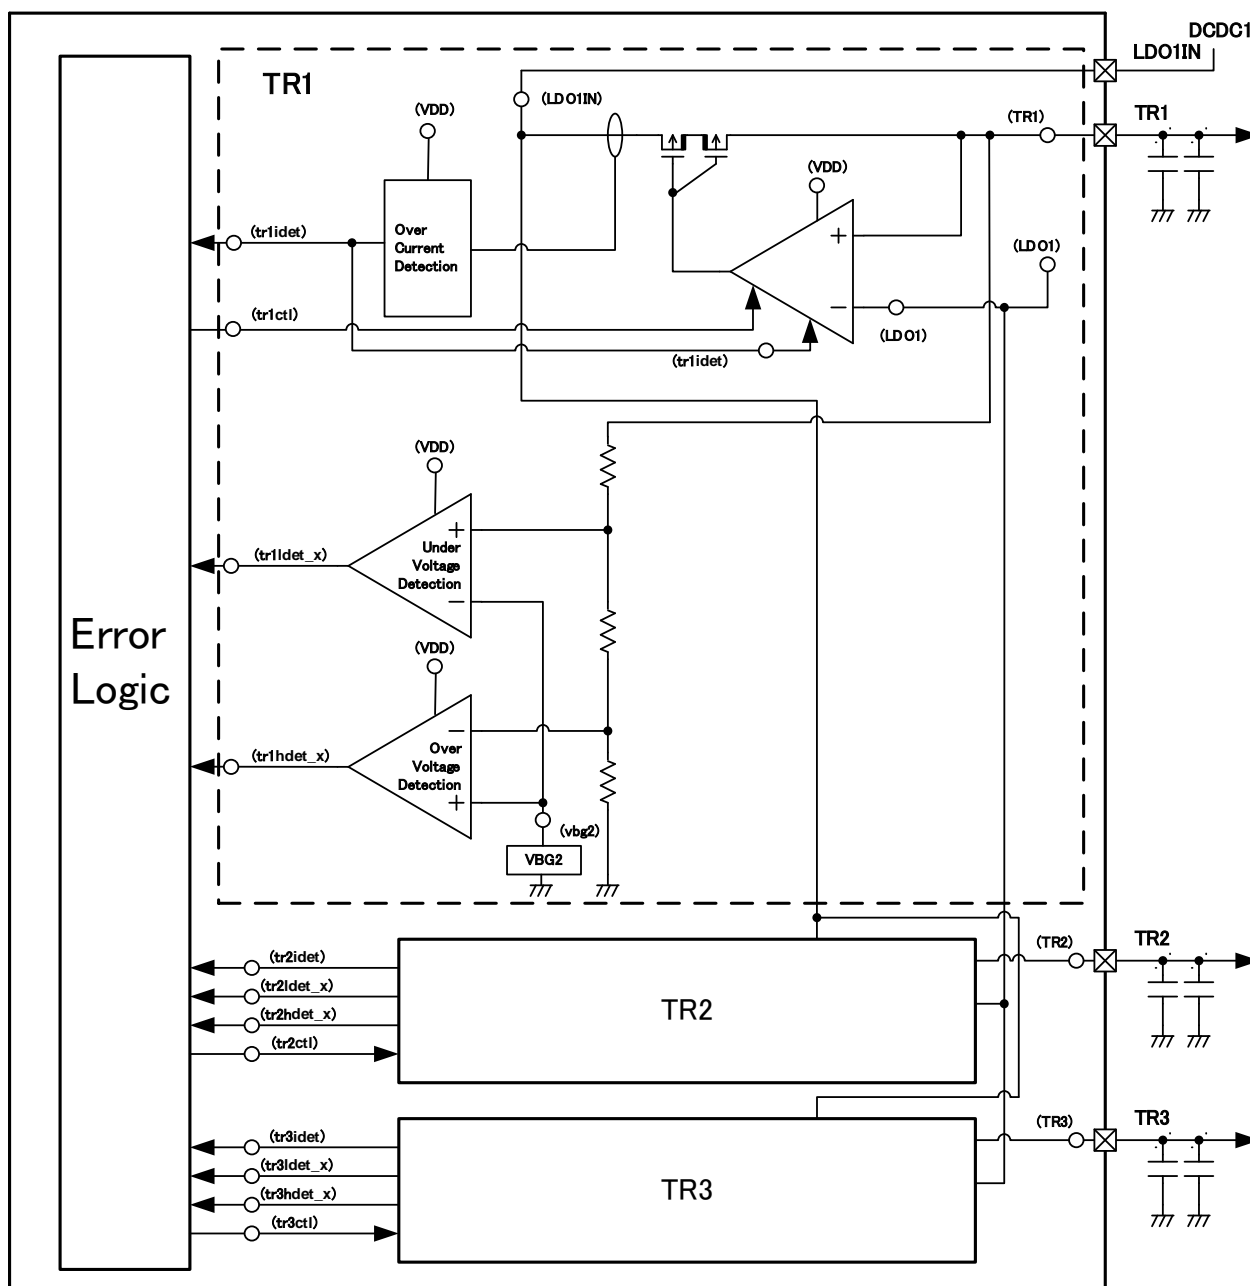 DCDC1
LDO1IN
TR1
(VDD)
(LDO1IN)
(TR1)
TR1
(VDD)
Over
Current
Detection
(tr1idet)
(LDO1)
+
−
(tr1ctl)
(LDO1)
(tr1idet)
(VDD)
(tr1ldet_x)
+
Under
Voltage
Detection
−
Error
Logic
(VDD)
(tr1hdet_x)
−
Over
Voltage
Detection
+
(vbg2)
VBG2
(tr2idet)
(tr2ldet_x)
(tr2hdet_x)
(tr2ctl)
TR2
(TR2)
TR2
(tr3idet)
(tr3ldet_x)
(tr3hdet_x)
(tr3ctl)
TR3
(TR3)
TR3